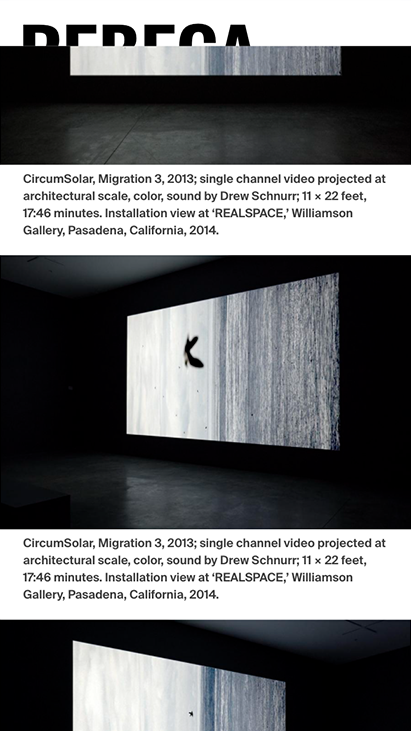 REBECA
CircumSolar, Migration 3, 2013; single channel video projected at
architectural scale, color, sound by Drew Schnurr; 11 × 22 feet,
17:46 minutes. Installation view at ‘REALSPACE,’ Williamson
Gallery, Pasadena, California, 2014.
CircumSolar, Migration 3, 2013; single channel video projected at
architectural scale, color, sound by Drew Schnurr; 11 × 22 feet,
17:46 minutes. Installation view at ‘REALSPACE,’ Williamson
Gallery, Pasadena, California, 2014.